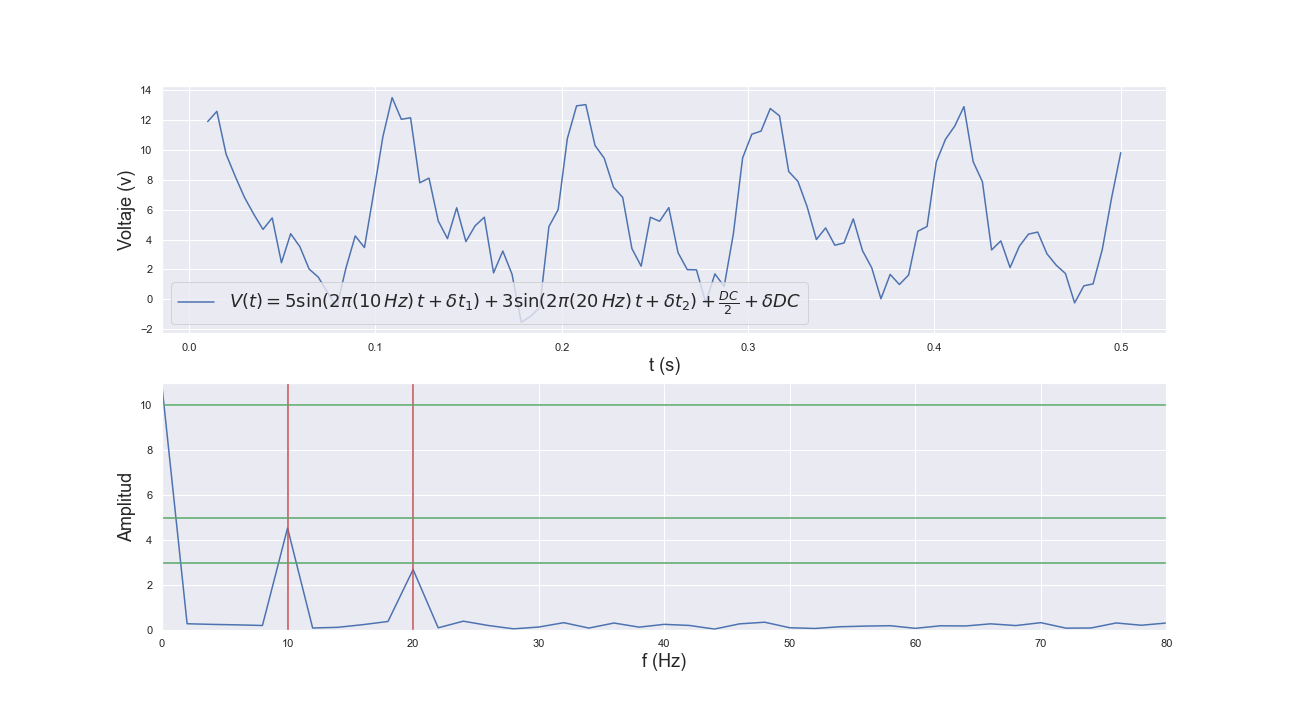 14
12
10
8
6
4
2
0
−2
Voltaje (v)
V(t) = 5sin(2π(10 Hz) t + δt₁) + 3sin(2π(20 Hz) t + δt₂) + DC/2 + δDC
0.0 0.1 0.2 0.3 0.4 0.5
t (s)
10
8
6
4
2
0
Amplitud
0 10 20 30 40 50 60 70 80
f (Hz)